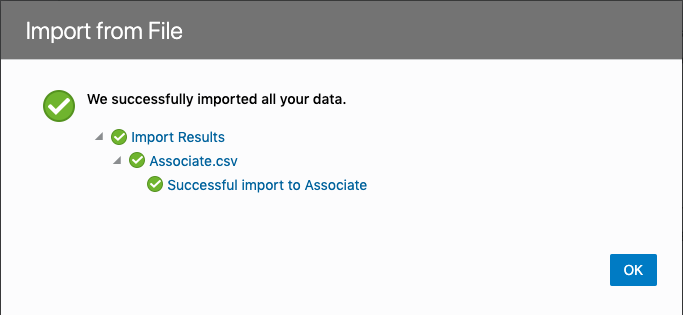 Import from File
We successfully imported all your data.
Import Results
Associate.csv
Successful import to Associate
OK